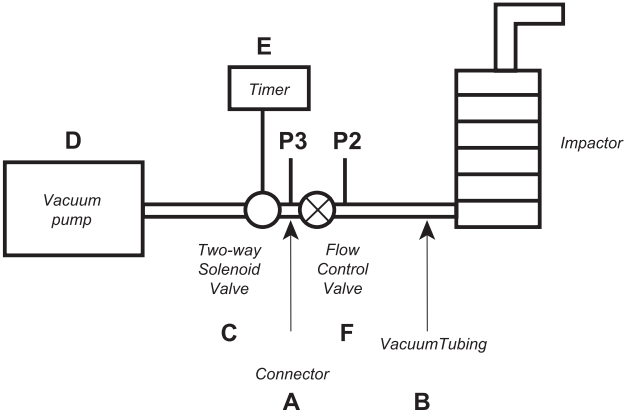 E
Timer
D
P3
P2
Impactor
Vacuum
pump
Two-way
Solenoid
Valve
Flow
Control
Valve
C
F
VacuumTubing
Connector
A
B